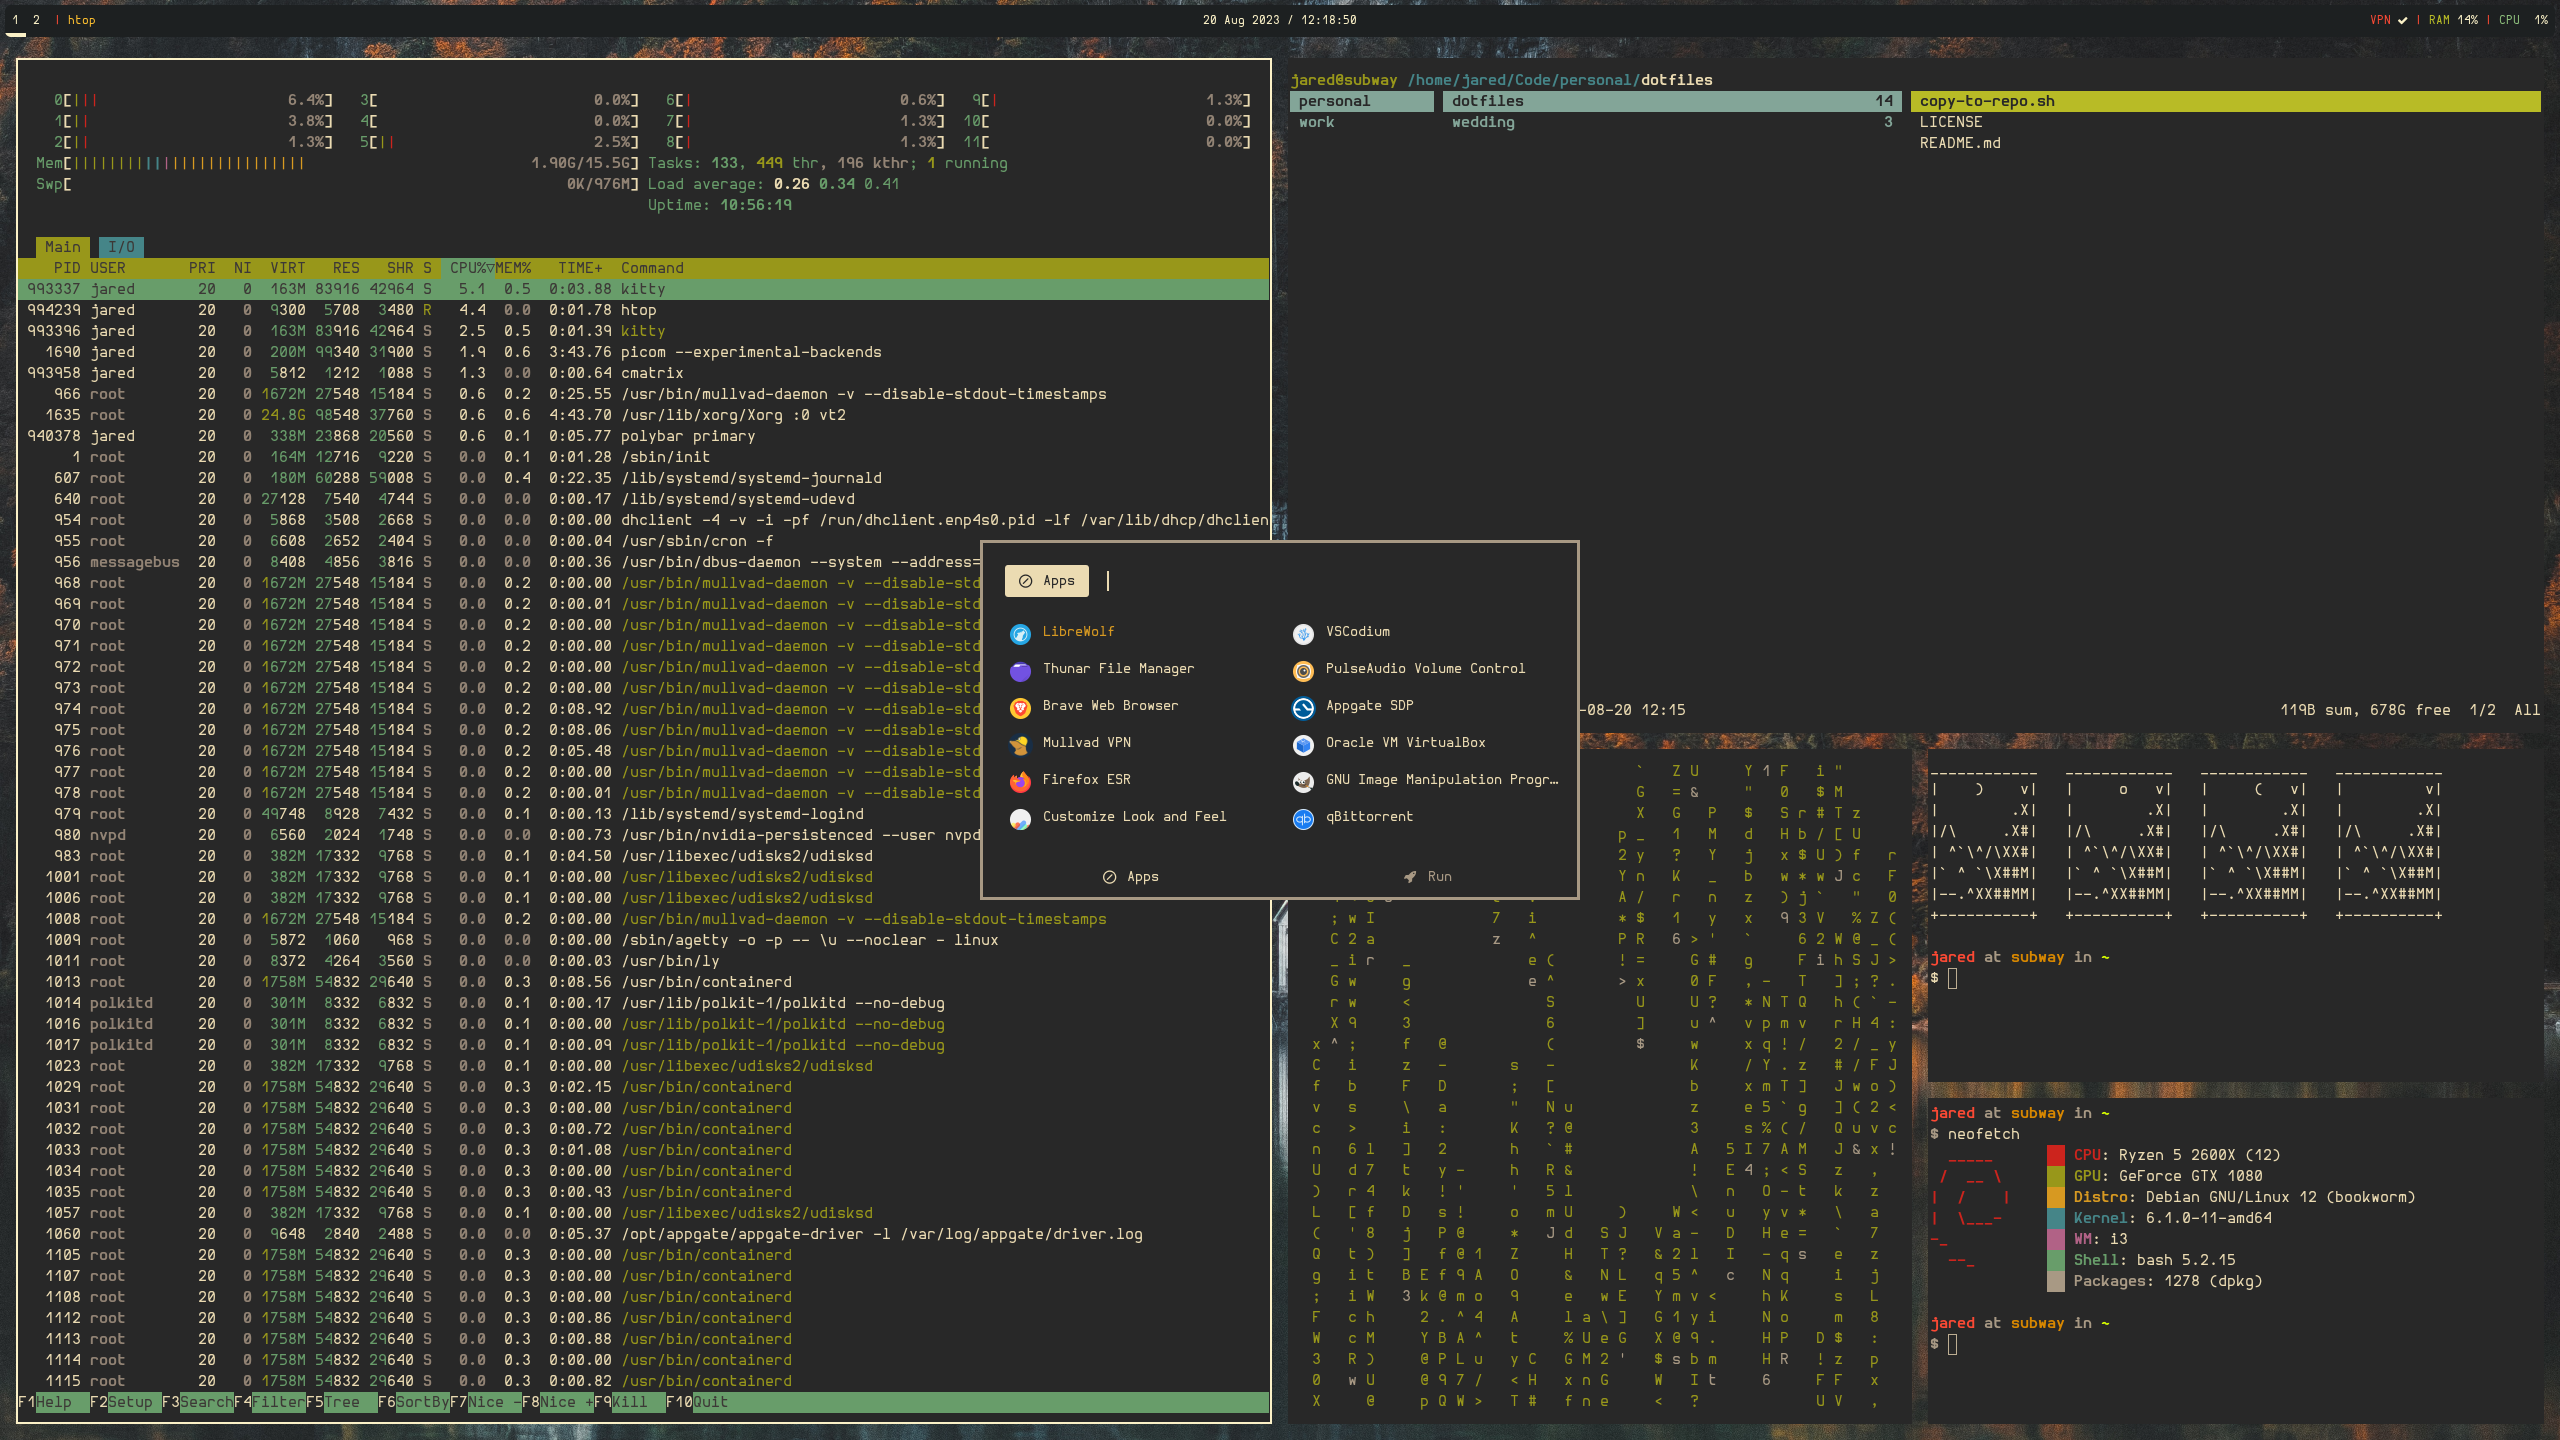 1 2 | htop
20 Aug 2023 / 12:18:50
VPN ✔ | RAM 14% | CPU 1%
0[||| 6.4%] 3[ 0.0%] 6[| 0.6%] 9[| 1.3%]
1[|| 3.8%] 4[ 0.0%] 7[| 1.3%] 10[ 0.0%]
2[|| 1.3%] 5[|| 2.5%] 8[| 1.3%] 11[ 0.0%]
Mem[|||||||||||||||||||||||||| 1.90G/15.5G] Tasks: 133, 449 thr, 196 kthr; 1 running
Swp[ 0K/976M] Load average: 0.26 0.34 0.41
Uptime: 10:56:19
Main I/O
PID USER PRI NI VIRT RES SHR S CPU%▽MEM% TIME+ Command
993337 jared 20 0 163M 83916 42964 S 5.1 0.5 0:03.88 kitty
994239 jared 20 0 9300 5708 3480 R 4.4 0.0 0:01.78 htop
993396 jared 20 0 163M 83916 42964 S 2.5 0.5 0:01.39 kitty
1690 jared 20 0 200M 99340 31900 S 1.9 0.6 3:43.76 picom --experimental-backends
993958 jared 20 0 5812 1212 1088 S 1.3 0.0 0:00.64 cmatrix
966 root 20 0 1672M 27548 15184 S 0.6 0.2 0:25.55 /usr/bin/mullvad-daemon -v --disable-stdout-timestamps
1635 root 20 0 24.8G 98548 37760 S 0.6 0.6 4:43.70 /usr/lib/xorg/Xorg :0 vt2
940378 jared 20 0 338M 23868 20560 S 0.6 0.1 0:05.77 polybar primary
1 root 20 0 164M 12716 9220 S 0.0 0.1 0:01.28 /sbin/init
607 root 20 0 180M 60288 59008 S 0.0 0.4 0:22.35 /lib/systemd/systemd-journald
640 root 20 0 27128 7540 4744 S 0.0 0.0 0:00.17 /lib/systemd/systemd-udevd
954 root 20 0 5868 3508 2668 S 0.0 0.0 0:00.00 dhclient -4 -v -i -pf /run/dhclient.enp4s0.pid -lf /var/lib/dhcp/dhclien
955 root 20 0 6608 2652 2404 S 0.0 0.0 0:00.04 /usr/sbin/cron -f
956 messagebus 20 0 8408 4856 3816 S 0.0 0.0 0:00.36 /usr/bin/dbus-daemon --system --address=
968 root 20 0 1672M 27548 15184 S 0.0 0.2 0:00.00 /usr/bin/mullvad-daemon -v --disable-std
969 root 20 0 1672M 27548 15184 S 0.0 0.2 0:00.01 /usr/bin/mullvad-daemon -v --disable-std
970 root 20 0 1672M 27548 15184 S 0.0 0.2 0:00.00 /usr/bin/mullvad-daemon -v --disable-std
971 root 20 0 1672M 27548 15184 S 0.0 0.2 0:00.00 /usr/bin/mullvad-daemon -v --disable-std
972 root 20 0 1672M 27548 15184 S 0.0 0.2 0:00.00 /usr/bin/mullvad-daemon -v --disable-std
973 root 20 0 1672M 27548 15184 S 0.0 0.2 0:00.00 /usr/bin/mullvad-daemon -v --disable-std
974 root 20 0 1672M 27548 15184 S 0.0 0.2 0:08.92 /usr/bin/mullvad-daemon -v --disable-std
975 root 20 0 1672M 27548 15184 S 0.0 0.2 0:08.06 /usr/bin/mullvad-daemon -v --disable-std
976 root 20 0 1672M 27548 15184 S 0.0 0.2 0:05.48 /usr/bin/mullvad-daemon -v --disable-std
977 root 20 0 1672M 27548 15184 S 0.0 0.2 0:00.00 /usr/bin/mullvad-daemon -v --disable-std
978 root 20 0 1672M 27548 15184 S 0.0 0.2 0:00.01 /usr/bin/mullvad-daemon -v --disable-std
979 root 20 0 49748 8928 7432 S 0.0 0.1 0:00.13 /lib/systemd/systemd-logind
980 nvpd 20 0 6560 2024 1748 S 0.0 0.0 0:00.73 /usr/bin/nvidia-persistenced --user nvpd
983 root 20 0 382M 17332 9768 S 0.0 0.1 0:04.50 /usr/libexec/udisks2/udisksd
1001 root 20 0 382M 17332 9768 S 0.0 0.1 0:00.00 /usr/libexec/udisks2/udisksd
1006 root 20 0 382M 17332 9768 S 0.0 0.1 0:00.00 /usr/libexec/udisks2/udisksd
1008 root 20 0 1672M 27548 15184 S 0.0 0.2 0:00.00 /usr/bin/mullvad-daemon -v --disable-stdout-timestamps
1009 root 20 0 5872 1060 968 S 0.0 0.0 0:00.00 /sbin/agetty -o -p -- \u --noclear - linux
1011 root 20 0 8372 4264 3560 S 0.0 0.0 0:00.03 /usr/bin/ly
1013 root 20 0 1758M 54832 29640 S 0.0 0.3 0:08.56 /usr/bin/containerd
1014 polkitd 20 0 301M 8332 6832 S 0.0 0.1 0:00.17 /usr/lib/polkit-1/polkitd --no-debug
1016 polkitd 20 0 301M 8332 6832 S 0.0 0.1 0:00.00 /usr/lib/polkit-1/polkitd --no-debug
1017 polkitd 20 0 301M 8332 6832 S 0.0 0.1 0:00.09 /usr/lib/polkit-1/polkitd --no-debug
1023 root 20 0 382M 17332 9768 S 0.0 0.1 0:00.00 /usr/libexec/udisks2/udisksd
1029 root 20 0 1758M 54832 29640 S 0.0 0.3 0:02.15 /usr/bin/containerd
1031 root 20 0 1758M 54832 29640 S 0.0 0.3 0:00.00 /usr/bin/containerd
1032 root 20 0 1758M 54832 29640 S 0.0 0.3 0:00.72 /usr/bin/containerd
1033 root 20 0 1758M 54832 29640 S 0.0 0.3 0:01.08 /usr/bin/containerd
1034 root 20 0 1758M 54832 29640 S 0.0 0.3 0:00.00 /usr/bin/containerd
1035 root 20 0 1758M 54832 29640 S 0.0 0.3 0:00.93 /usr/bin/containerd
1057 root 20 0 382M 17332 9768 S 0.0 0.1 0:00.00 /usr/libexec/udisks2/udisksd
1060 root 20 0 9648 2840 2488 S 0.0 0.0 0:05.37 /opt/appgate/appgate-driver -l /var/log/appgate/driver.log
1105 root 20 0 1758M 54832 29640 S 0.0 0.3 0:00.00 /usr/bin/containerd
1107 root 20 0 1758M 54832 29640 S 0.0 0.3 0:00.00 /usr/bin/containerd
1108 root 20 0 1758M 54832 29640 S 0.0 0.3 0:00.00 /usr/bin/containerd
1112 root 20 0 1758M 54832 29640 S 0.0 0.3 0:00.86 /usr/bin/containerd
1113 root 20 0 1758M 54832 29640 S 0.0 0.3 0:00.88 /usr/bin/containerd
1114 root 20 0 1758M 54832 29640 S 0.0 0.3 0:00.00 /usr/bin/containerd
1115 root 20 0 1758M 54832 29640 S 0.0 0.3 0:00.82 /usr/bin/containerd
F1Help F2Setup F3SearchF4FilterF5Tree F6SortByF7Nice -F8Nice +F9Kill F10Quit
jared@subway /home/jared/Code/personal/dotfiles
personal dotfiles 14 copy-to-repo.sh
work wedding 3 LICENSE
README.md
-08-20 12:15 119B sum, 678G free 1/2 All
Apps
LibreWolf VSCodium
Thunar File Manager PulseAudio Volume Control
Brave Web Browser Appgate SDP
Mullvad VPN Oracle VM VirtualBox
Firefox ESR GNU Image Manipulation Progr…
Customize Look and Feel qBittorrent
Apps Run
jared at subway in ~
$
jared at subway in ~
$ neofetch
CPU: Ryzen 5 2600X (12)
GPU: GeForce GTX 1080
Distro: Debian GNU/Linux 12 (bookworm)
Kernel: 6.1.0-11-amd64
WM: i3
Shell: bash 5.2.15
Packages: 1278 (dpkg)
jared at subway in ~
$